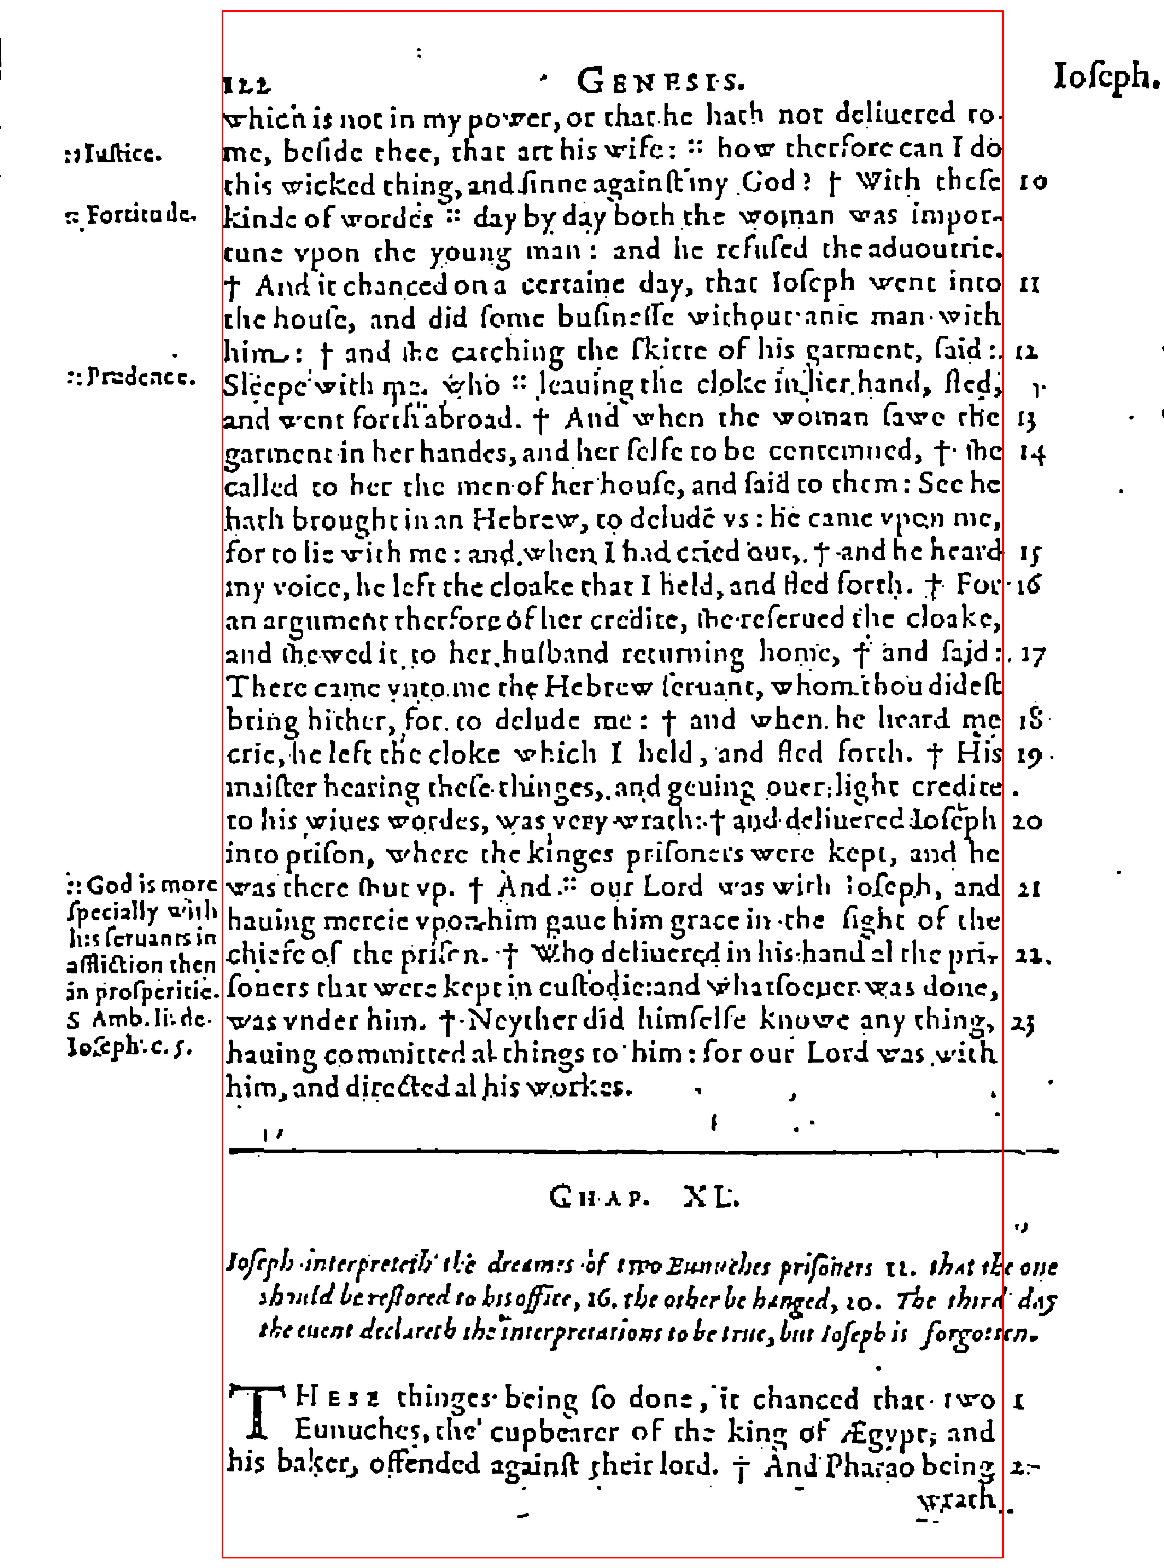 122 GENESIS. Ioſeph.
which is not in my power, or that he hath not deliuered to
:: Iuſtice. me, beſide thee, that art his wife: :: how therfore can I do
this wicked thing, and ſinne againſt my God? † With theſe 10
:: Fortitude. kinde of wordes :: day by day both the woman was impor-
tune vpon the young man: and he refuſed the aduoutrie.
† And it chanced on a certaine day, that Ioſeph went into 11
the houſe, and did ſome buſineſſe without anie man with
him: † and ſhe catching the ſkirte of his garment, ſaid: 12
:: Prudence. Sleepe with me. who :: leauing the cloke in her hand, fled,
and went forth abroad. † And when the woman ſawe the 13
garment in her handes, and her ſelfe to be contemned, † ſhe 14
called to her the men of her houſe, and ſaid to them: See he
hath brought in an Hebrew, to delude vs: he came vpon me,
for to lie with me: and when I had cried out, † and he heard 15
my voice, he left the cloake that I held, and fled forth. † For 16
an argument therfore of her credite, ſhe reſerued the cloake,
and ſhewed it to her huſband returning home, † and ſaid: 17
There came vnto me the Hebrew ſeruant, whom thou dideſt
bring hither, for to delude me: † and when he heard me 18
crie, he left the cloke which I held, and fled forth. † His 19
maiſter hearing theſe thinges, and geuing ouer light credite
to his wiues wordes, was very wrath: † and deliuered Ioſeph 20
into priſon, where the kinges priſoners were kept, and he
:: God is more was there ſhut vp. † And :: our Lord was with Ioſeph, and 21
ſpecially with hauing mercie vpon him gaue him grace in the ſight of the
his ſeruants in
affliction then chiefe of the priſon. † Who deliuered in his hand al the pri- 22
in proſperitie. ſoners that were kept in cuſtodie: and whatſoeuer was done,
S Amb. li. de was vnder him. † Neyther did himſelfe knowe any thing, 23
Ioſeph. c. 5. hauing committed al things to him: for our Lord was with
him, and directed al his workes.
CHAP. XL.
Ioſeph interpreteth the dreames of two Eunuches priſoners 11. that the one
should be reſtored to his office, 16. the other be hanged, 20. The third day
the euent declareth the interpretations to be true, but Ioſeph is forgotten.
THESE thinges being ſo done, it chanced that two 1
Eunuches, the cupbearer of the king of Ægypt, and
his baker, offended againſt their lord. † And Pharao being 2
wrath